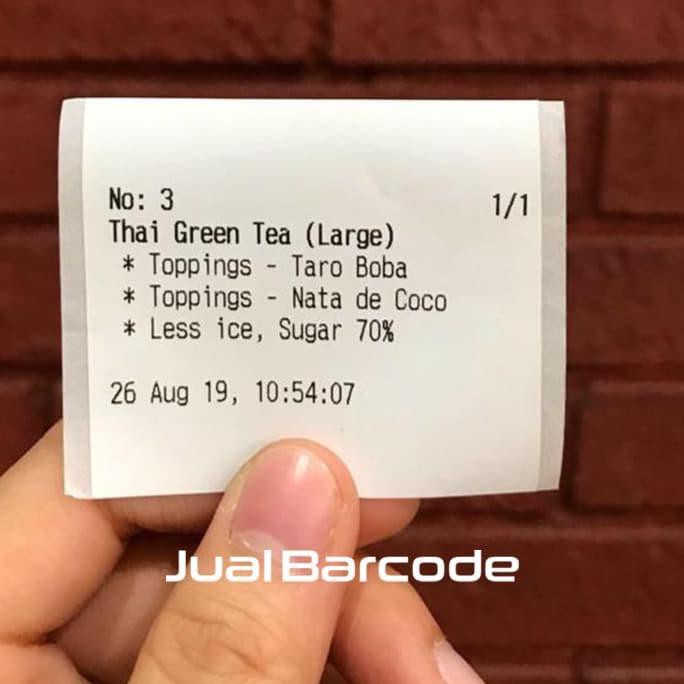 No: 3 1/1
Thai Green Tea (Large)
* Toppings - Taro Boba
* Toppings - Nata de Coco
* Less ice, Sugar 70%
26 Aug 19, 10:54:07
Jual Barcode